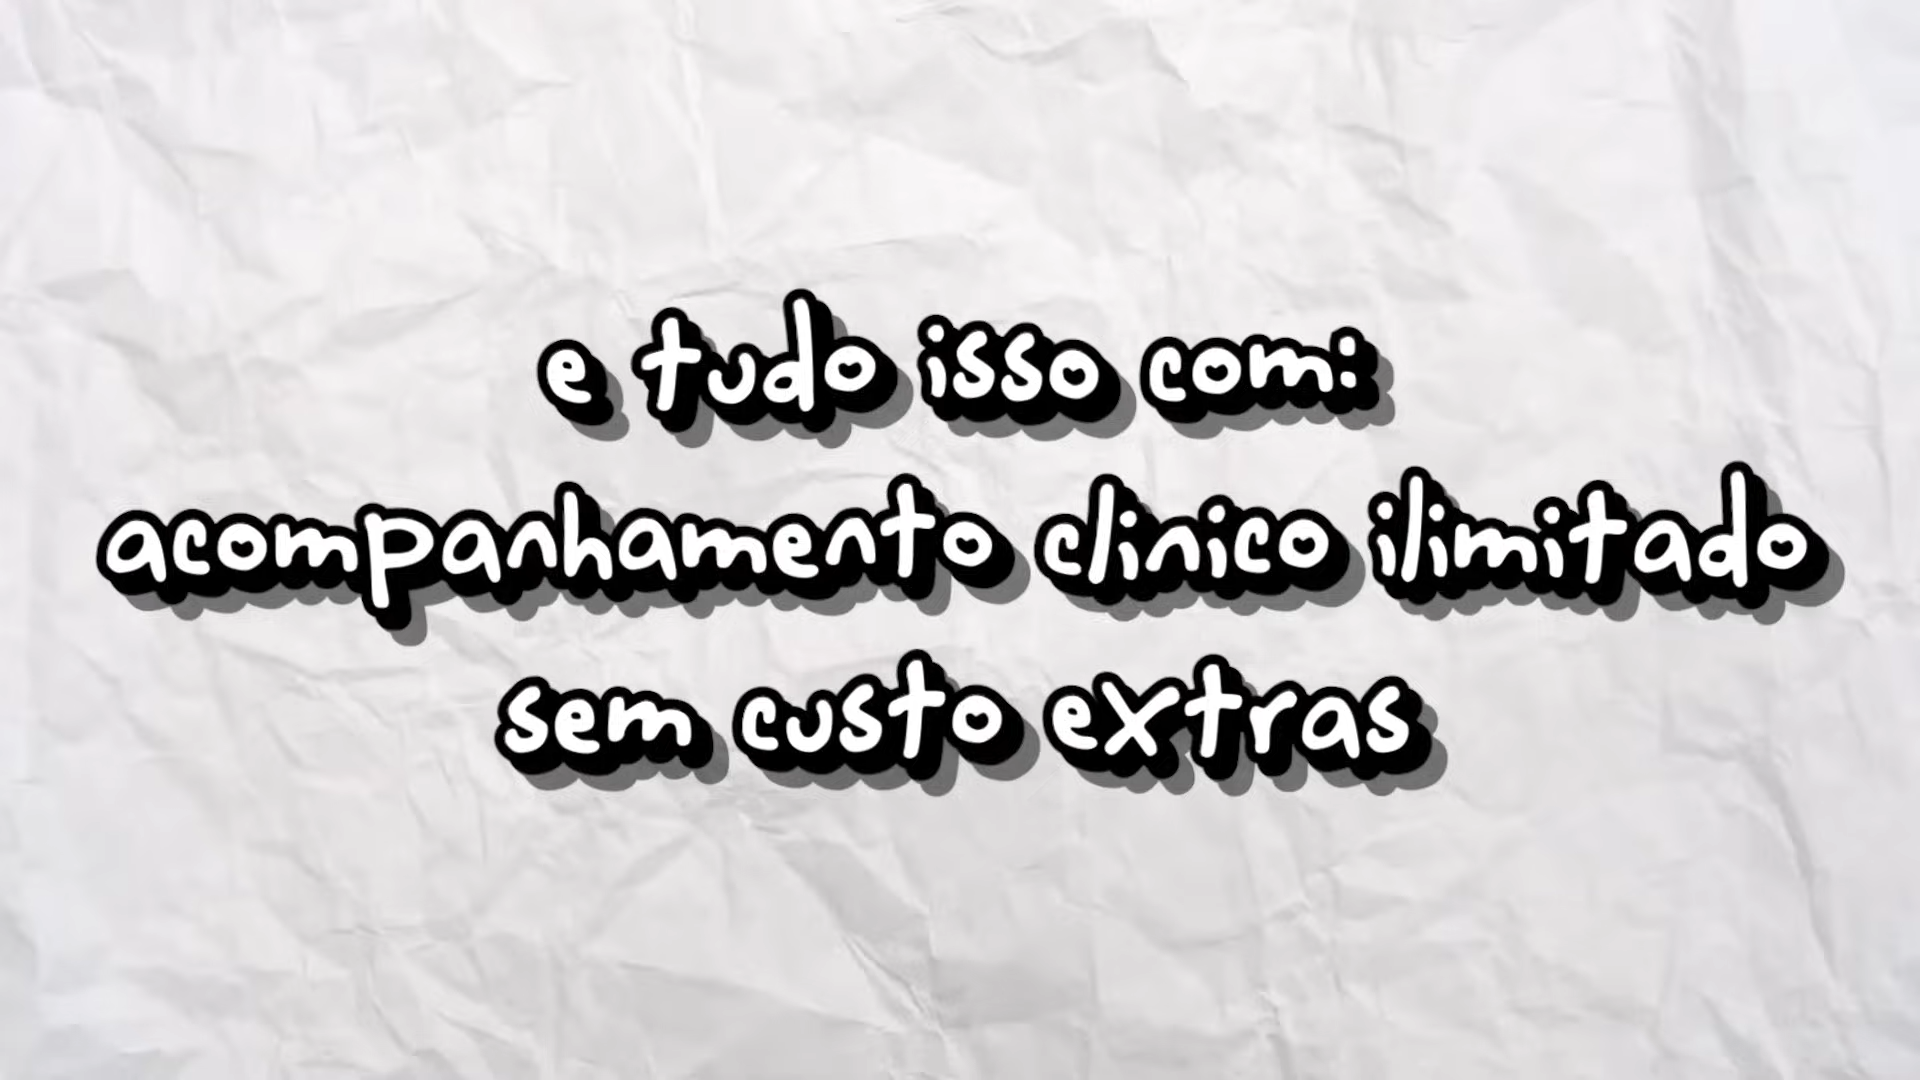 e tudo isso com:
acompanhamento clinico ilimitado
sem custo extras